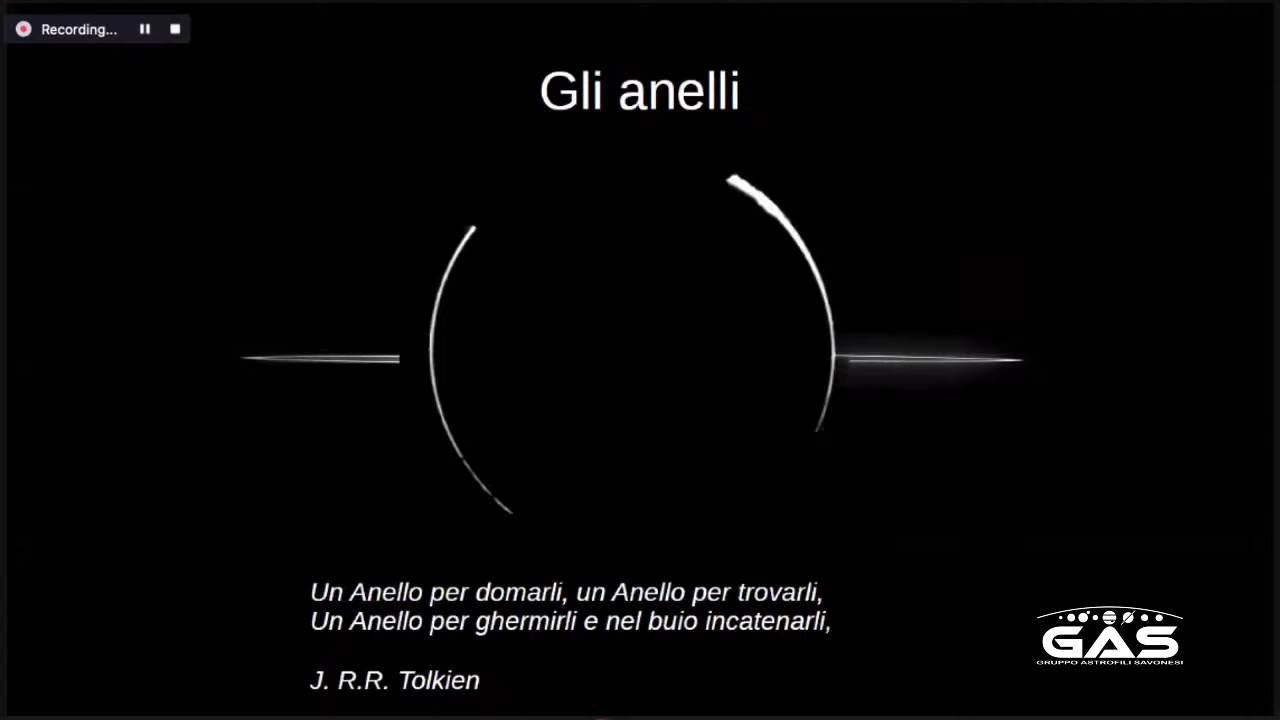 Recording...
Gli anelli
Un Anello per domarli, un Anello per trovarli,
Un Anello per ghermirli e nel buio incatenarli,
J. R.R. Tolkien
GAS
GRUPPO ASTROFILI SAVONESI